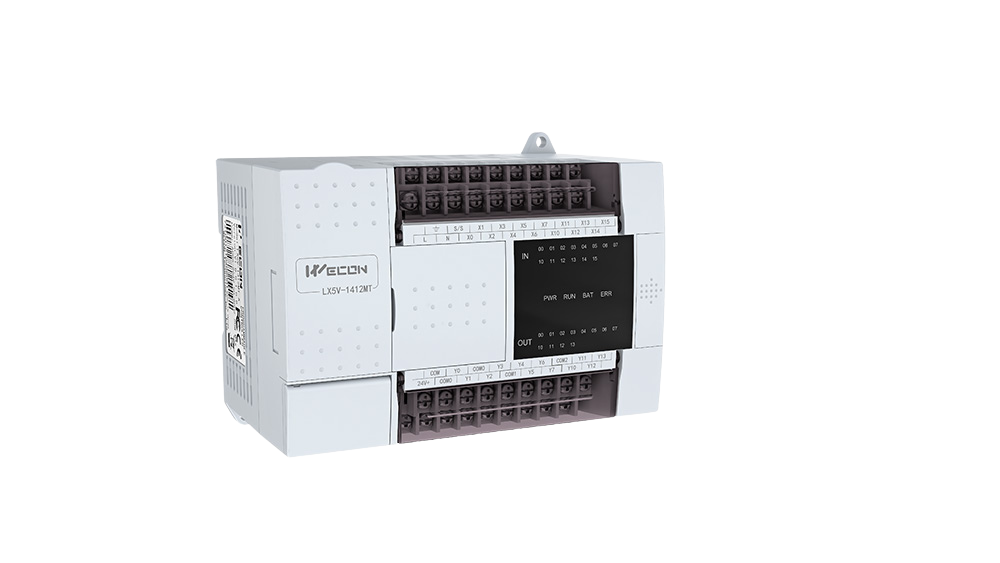 ⏚ S/S X1 X3 X5 X7 X11 X13 X15
L N X0 X2 X4 X6 X10 X12 X14
WECON
LX5V-1412MT
IN
00 01 02 03 04 05 06 07
10 11 12 13 14 15
PWR RUN BAT ERR
OUT
00 01 02 03 04 05 06 07
10 11 12 13
COM Y0 COM0 Y3 Y4 Y6 COM2 Y11 Y13
24V+ COM0 Y1 Y2 COM1 Y5 Y7 Y10 Y12
WECON
CE